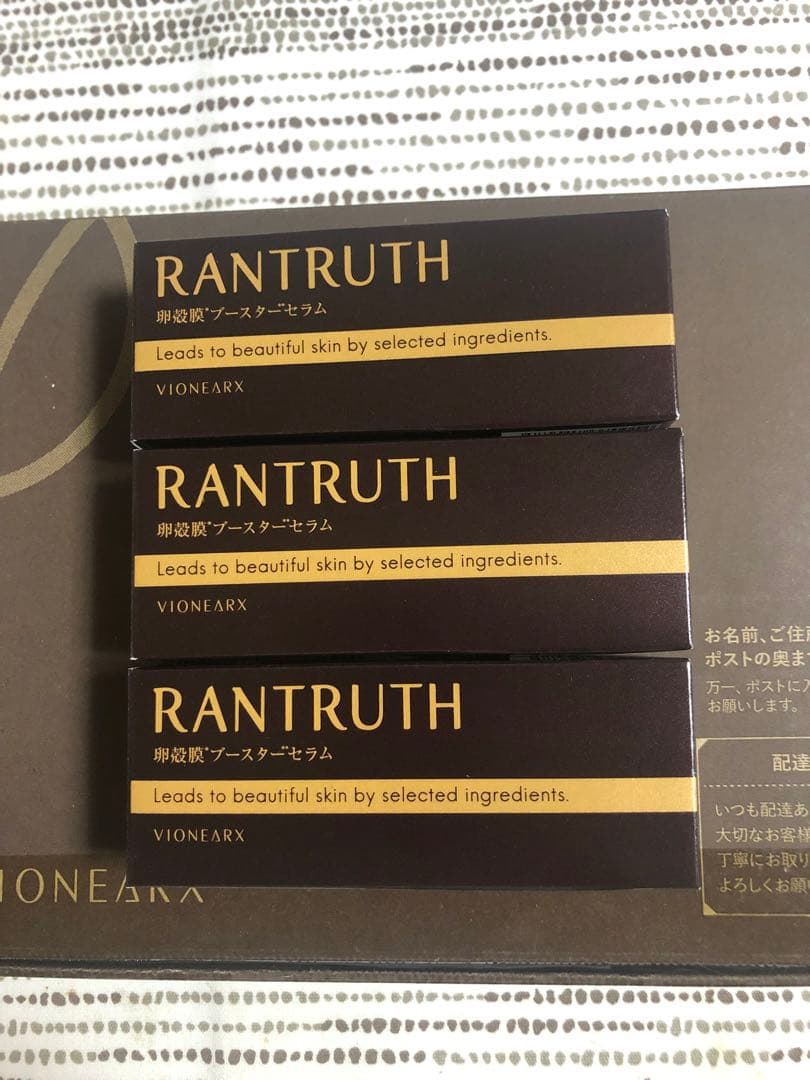 RANTRUTH
卵殻膜*ブースター**セラム
Leads to beautiful skin by selected ingredients.
VIONEARX
RANTRUTH
卵殻膜*ブースター**セラム
Leads to beautiful skin by selected ingredients.
VIONEARX
RANTRUTH
卵殻膜*ブースター**セラム
Leads to beautiful skin by selected ingredients.
VIONEARX
お名前、ご住所
ポストの奥ま
万一、ポストに入
お願いします。
配達
いつも配達あ
大切なお客様
丁寧にお取り
よろしくお願い
IONEARX